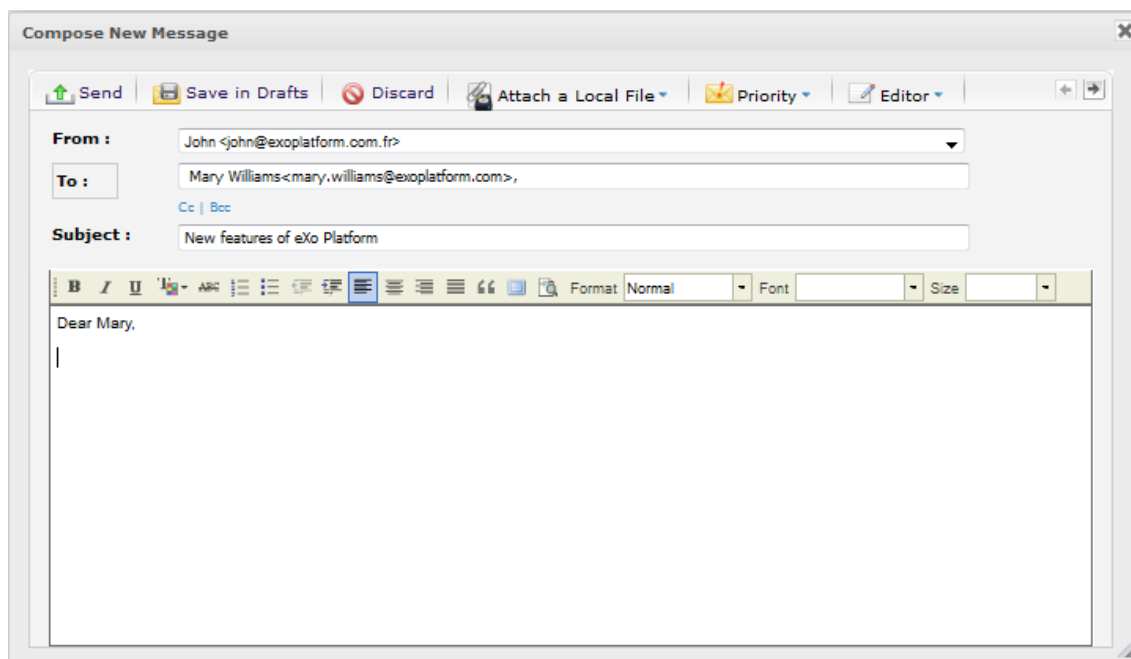 Compose New Message
Send Save in Drafts Discard Attach a Local File Priority Editor
From : John <john@exoplatform.com.fr>
To : Mary Williams<mary.williams@exoplatform.com>,
Cc | Bcc
Subject : New features of eXo Platform
B I U ABC Format Normal Font Size
Dear Mary,